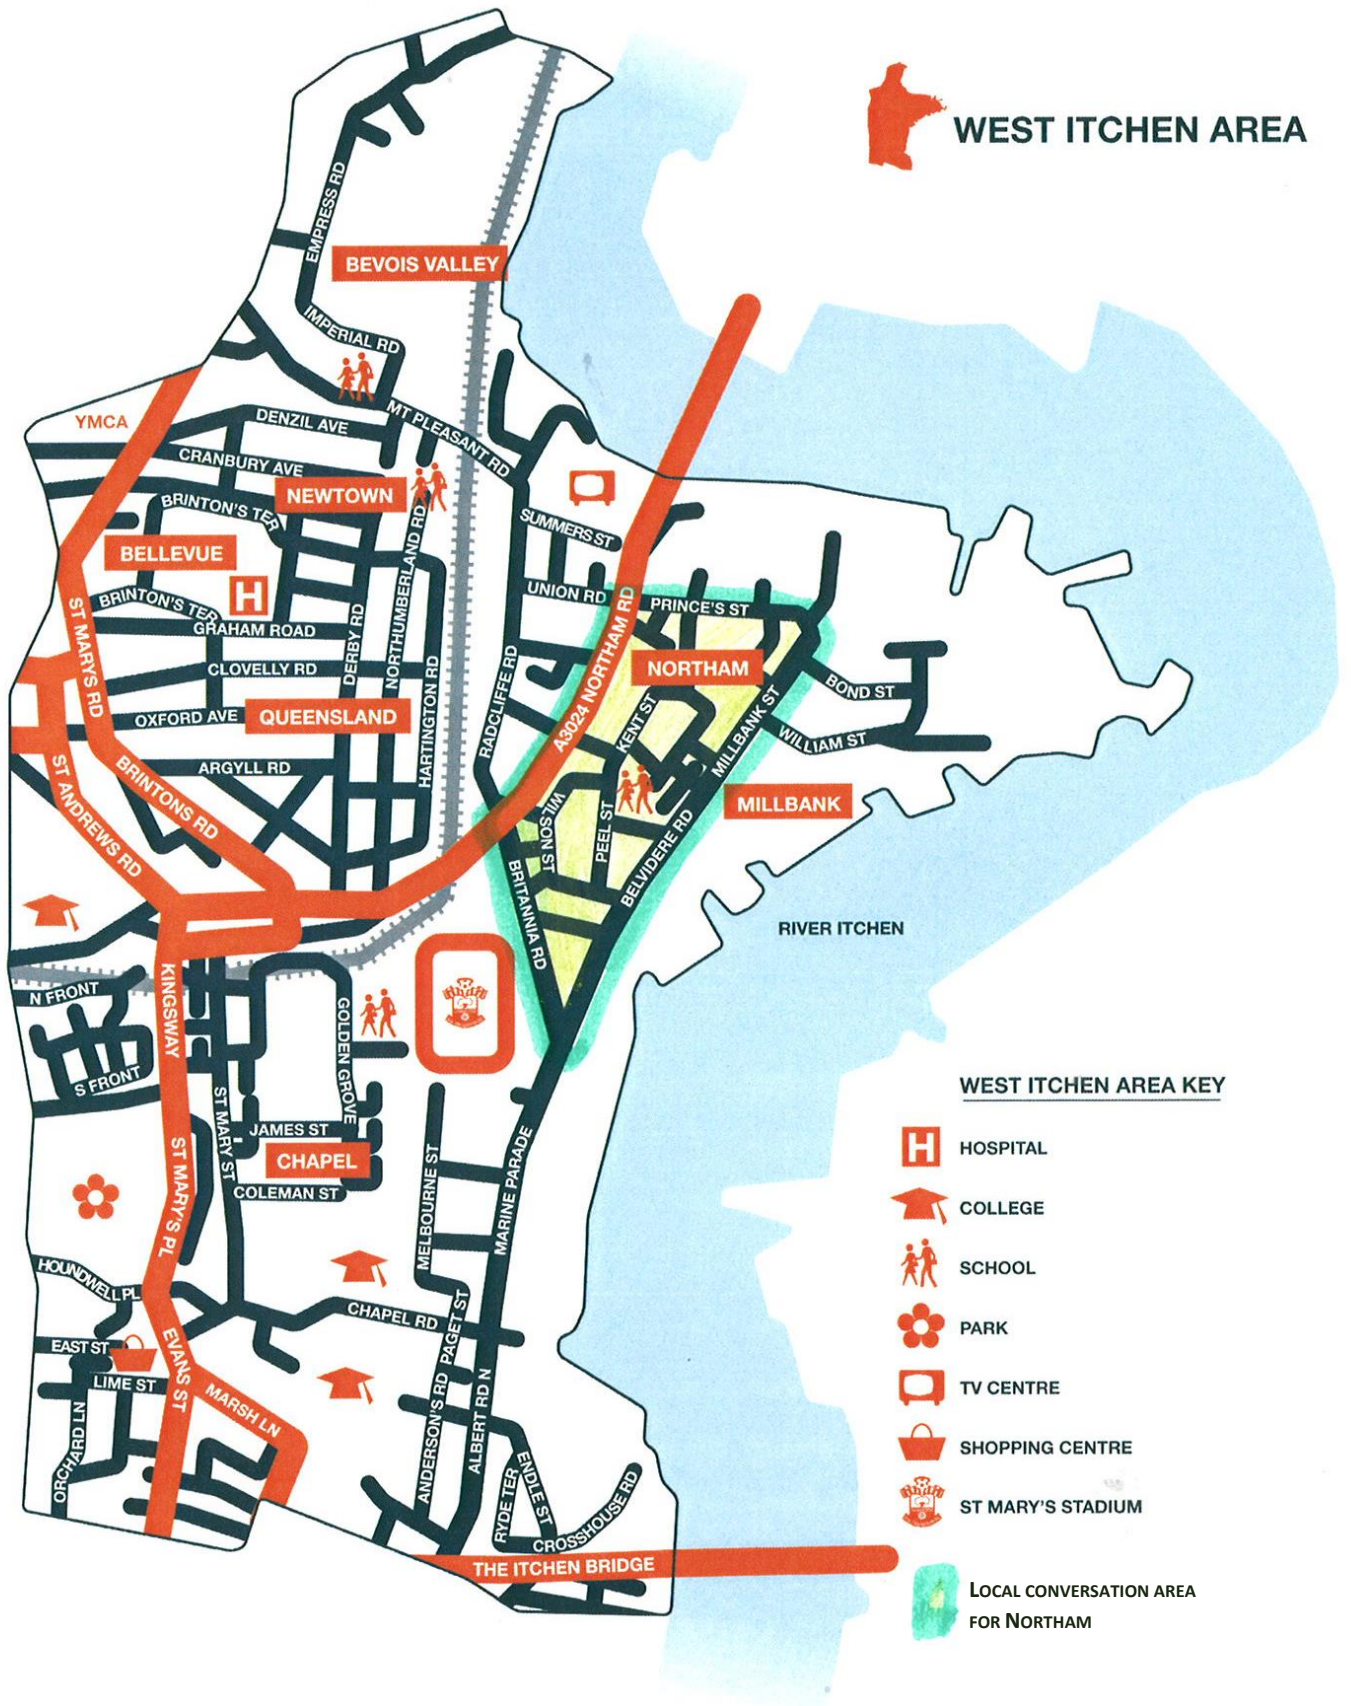 WEST ITCHEN AREA
EMPRESS RD
BEVOIS VALLEY
IMPERIAL RD
YMCA
DENZIL AVE
MT PLEASANT RD
CRANBURY AVE
NEWTOWN
BRINTON'S TER
SUMMERS ST
BELLEVUE
NORTHUMBERLAND RD
UNION RD
PRINCE'S ST
H
BRINTON'S TER
GRAHAM ROAD
ST MARYS RD
DERBY RD
CLOVELLY RD
HARTINGTON RD
RADCLIFFE RD
A3024 NORTHAM RD
NORTHAM
BOND ST
OXFORD AVE
QUEENSLAND
KENT ST
MILLBANK ST
WILLIAM ST
ARGYLL RD
ST ANDREWS RD
BRINTONS RD
WILSON ST
PEEL ST
MILLBANK
BELVIDERE RD
BRITANNIA RD
RIVER ITCHEN
N FRONT
KINGSWAY
GOLDEN GROVE
S FRONT
ST MARY ST
JAMES ST
CHAPEL
COLEMAN ST
ST MARY'S PL
MELBOURNE ST
MARINE PARADE
HOUNDWELL PL
CHAPEL RD
PAGET ST
EAST ST
EVANS ST
LIME ST
MARSH LN
ORCHARD LN
ANDERSON'S RD
ALBERT RD N
RYDE TER
ENDLE ST
CROSSHOUSE RD
THE ITCHEN BRIDGE
WEST ITCHEN AREA KEY
H
HOSPITAL
COLLEGE
SCHOOL
PARK
TV CENTRE
SHOPPING CENTRE
ST MARY'S STADIUM
LOCAL CONVERSATION AREA
FOR NORTHAM